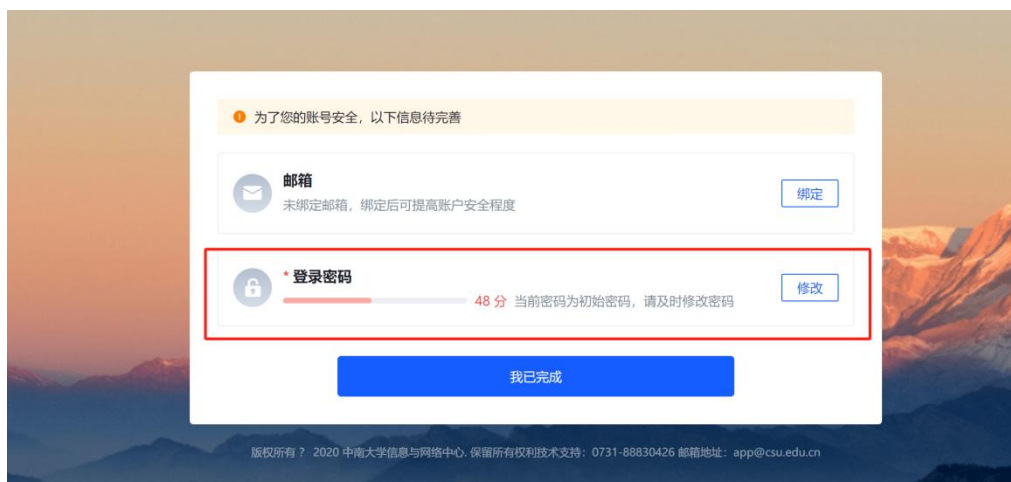 为了您的账号安全，以下信息待完善
邮箱
未绑定邮箱，绑定后可提高账户安全程度
绑定
* 登录密码
48 分 当前密码为初始密码，请及时修改密码
修改
我已完成
版权所有？ 2020 中南大学信息与网络中心. 保留所有权利技术支持：0731-88830426 邮箱地址：app@csu.edu.cn